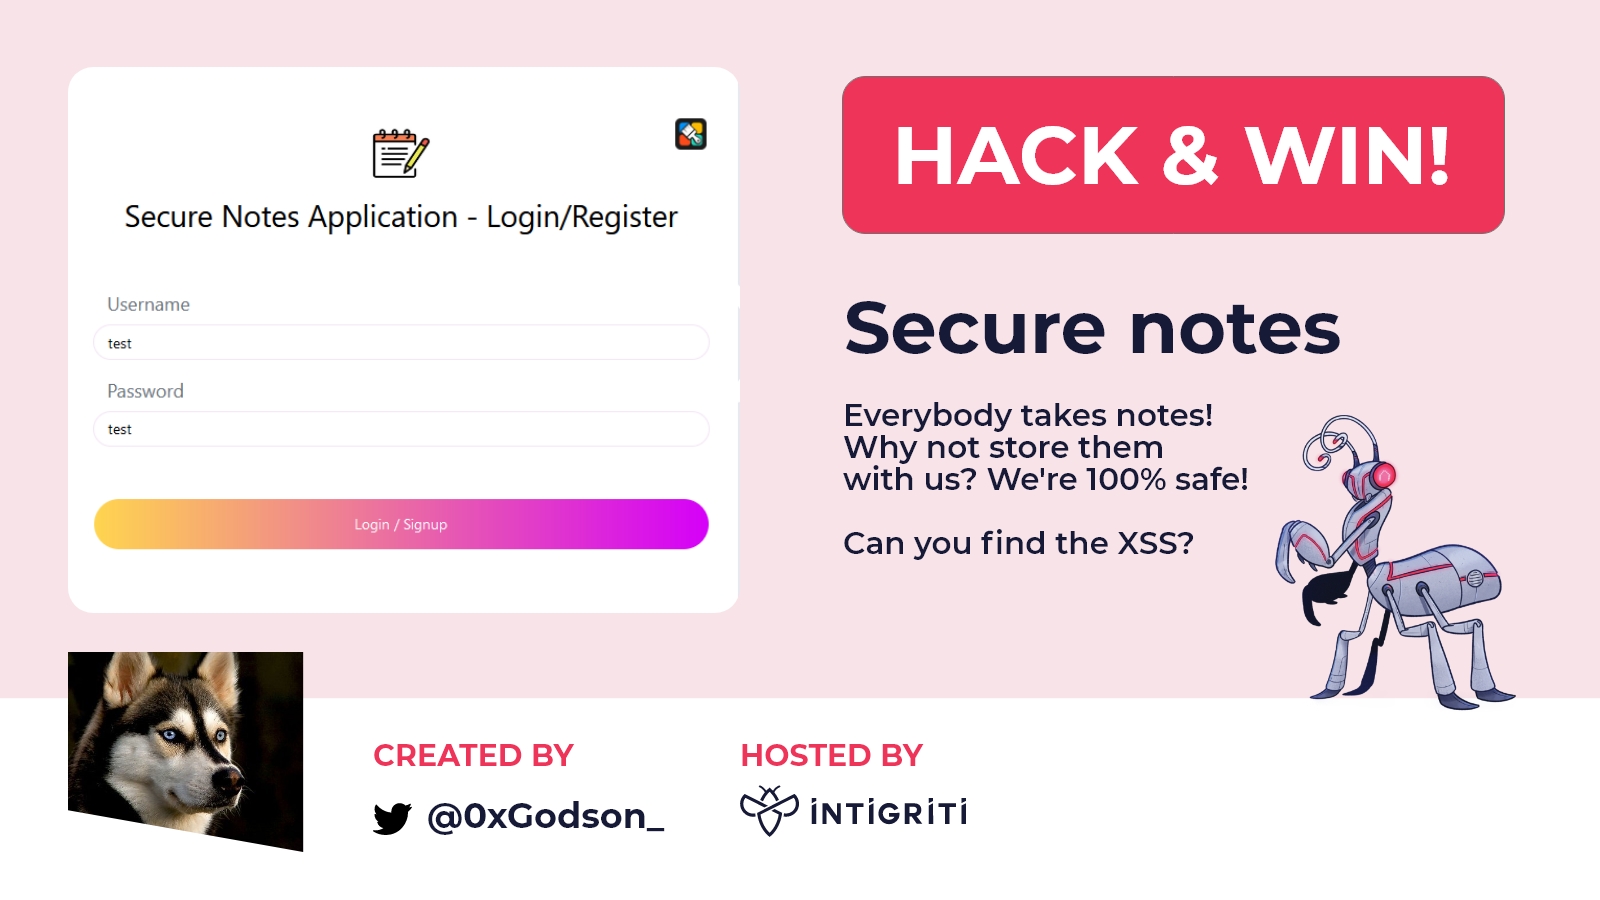 Secure Notes Application - Login/Register
Username
test
Password
test
Login / Signup
HACK & WIN!
Secure notes
Everybody takes notes!
Why not store them
with us? We're 100% safe!
Can you find the XSS?
CREATED BY
@0xGodson_
HOSTED BY
INTIGRITI